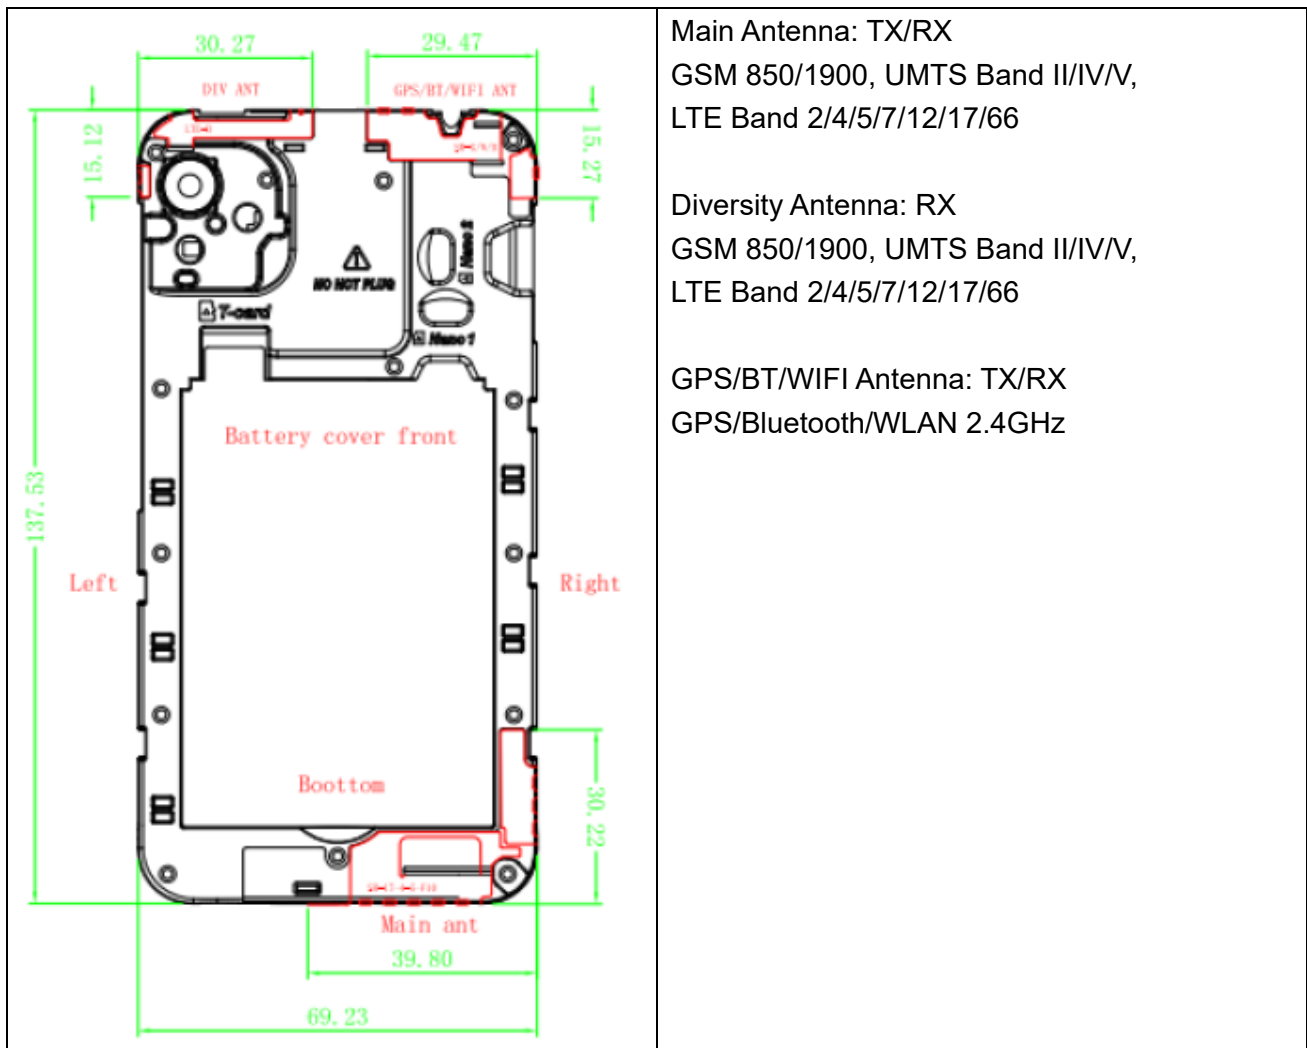 30.27
29.47
DIV ANT
GPS/BT/WIFI ANT
15.12
15.27
Nano 2
NO NOT PLUG
T-card
Nano 1
Battery cover front
137.53
Left
Right
Boottom
30.22
Main ant
39.80
69.23
Main Antenna: TX/RX
GSM 850/1900, UMTS Band II/IV/V,
LTE Band 2/4/5/7/12/17/66
Diversity Antenna: RX
GSM 850/1900, UMTS Band II/IV/V,
LTE Band 2/4/5/7/12/17/66
GPS/BT/WIFI Antenna: TX/RX
GPS/Bluetooth/WLAN 2.4GHz